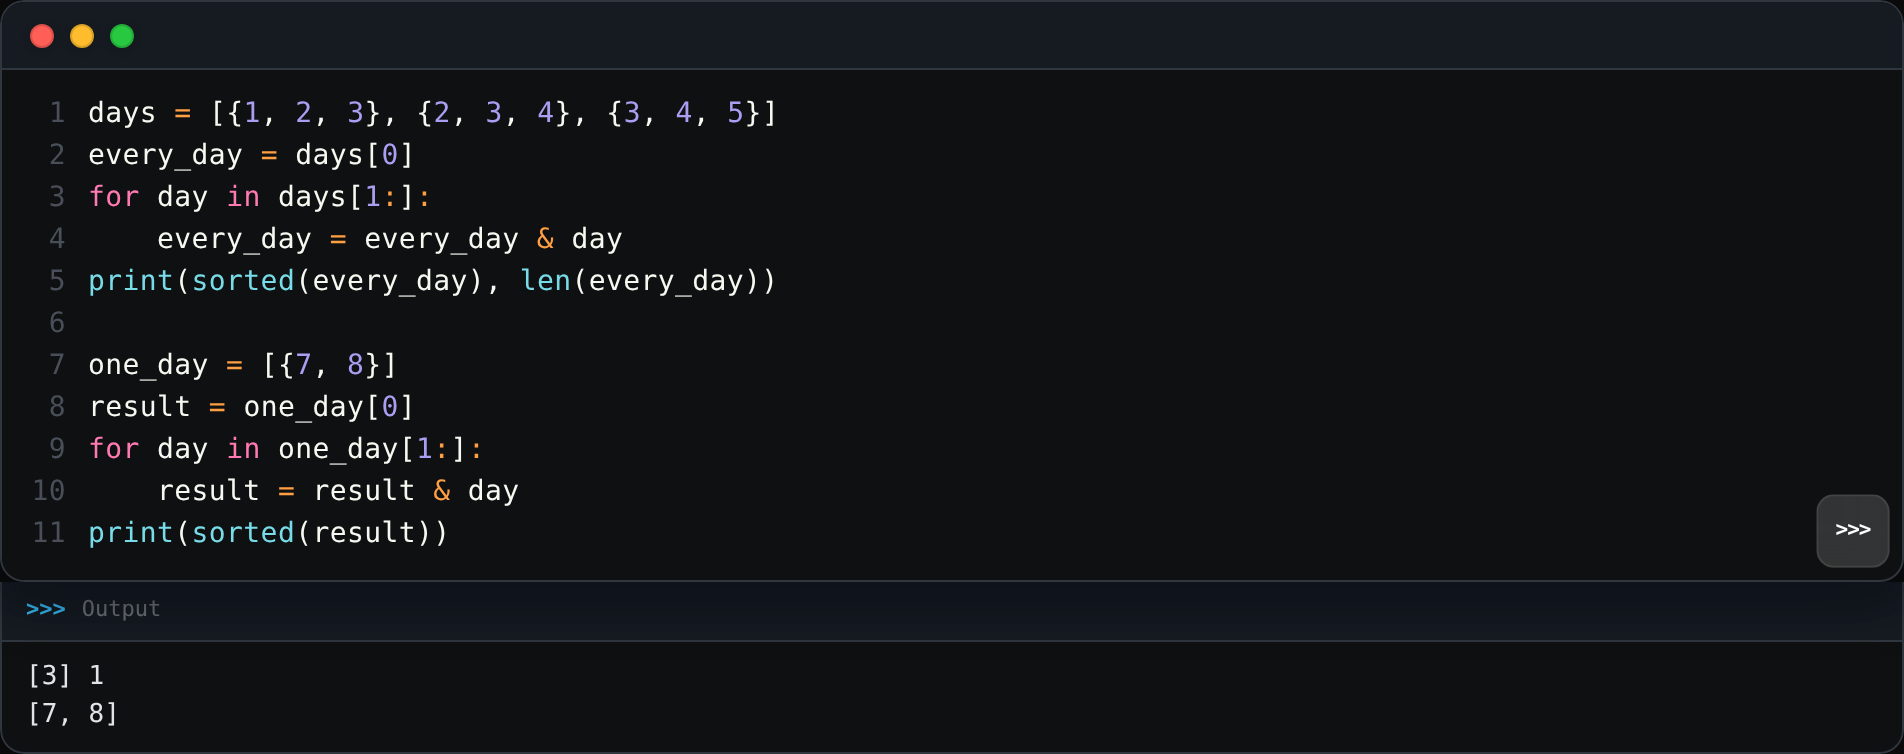 1 days = [{1, 2, 3}, {2, 3, 4}, {3, 4, 5}]
2 every_day = days[0]
3 for day in days[1:]:
4     every_day = every_day & day
5 print(sorted(every_day), len(every_day))
6
7 one_day = [{7, 8}]
8 result = one_day[0]
9 for day in one_day[1:]:
10     result = result & day
11 print(sorted(result))
>>>
>>> Output
[3] 1
[7, 8]